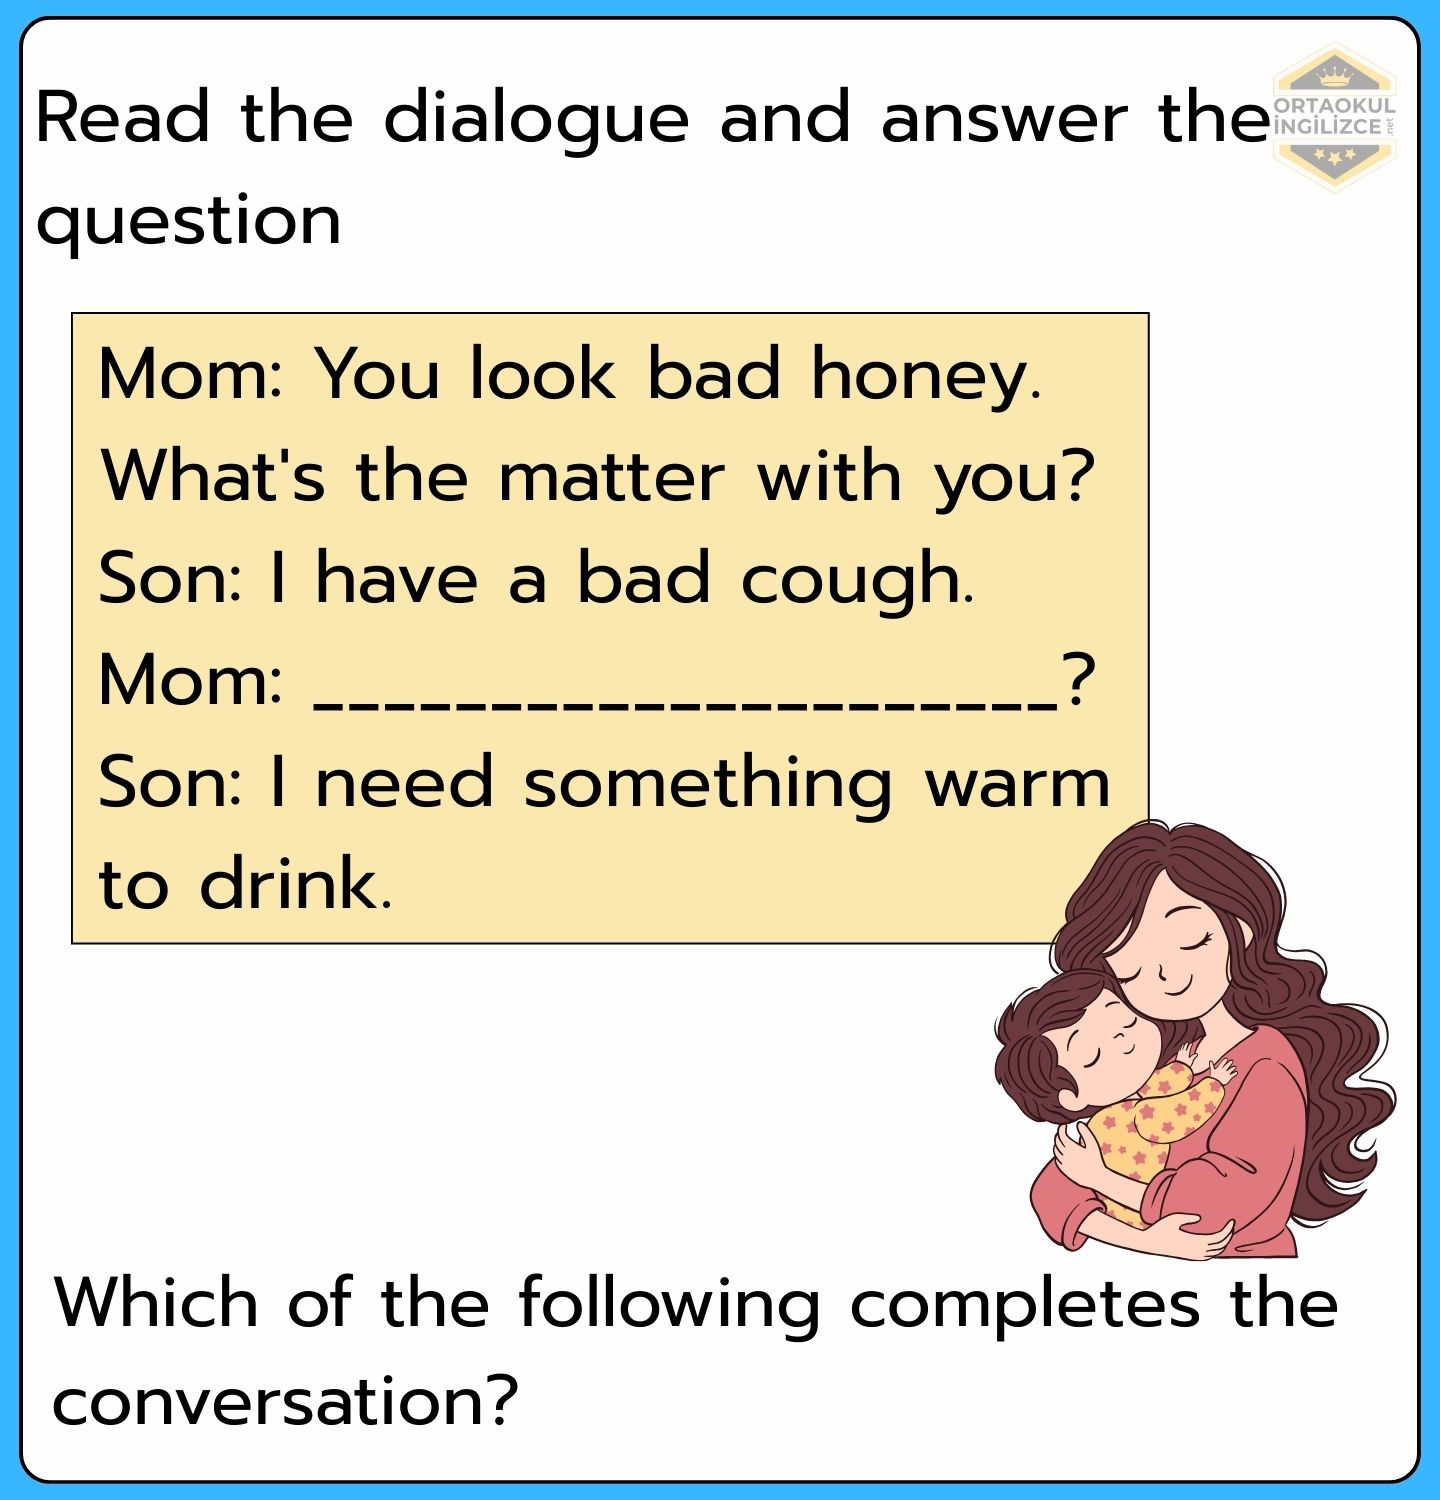 Read the dialogue and answer the
question
ORTAOKUL
İNGİLİZCE
.net
Mom: You look bad honey.
What's the matter with you?
Son: I have a bad cough.
Mom: _____________________?
Son: I need something warm
to drink.
Which of the following completes the
conversation?